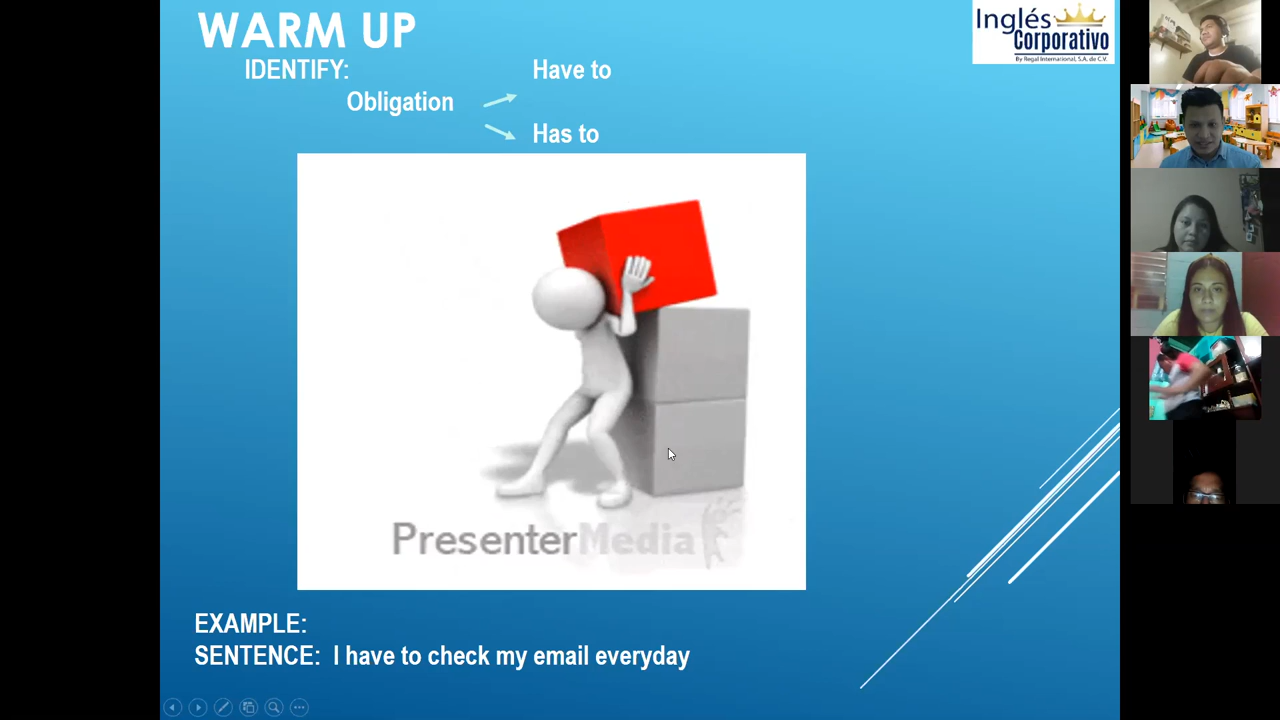 WARM UP
IDENTIFY:
Have to
Obligation
Has to
Inglés
Corporativo
By Regal International, S.A. de C.V.
PresenterMedia
EXAMPLE:
SENTENCE: I have to check my email everyday